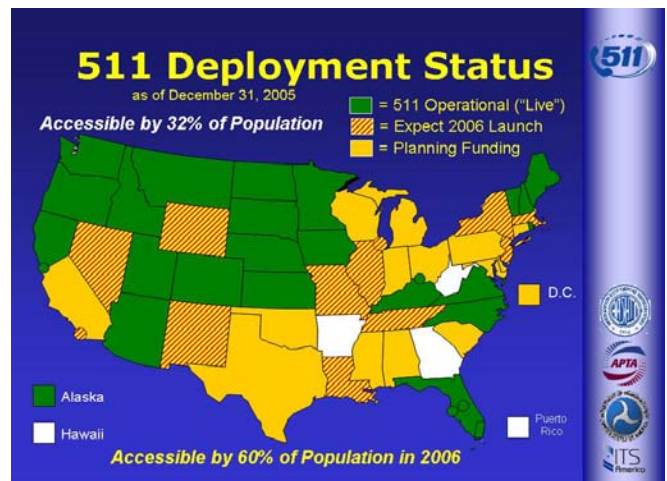 511 Deployment Status
as of December 31, 2005
Accessible by 32% of Population
= 511 Operational ("Live")
= Expect 2006 Launch
= Planning Funding
511
D.C.
APTA
Alaska
Hawaii
Puerto
Rico
Accessible by 60% of Population in 2006
ITS
America